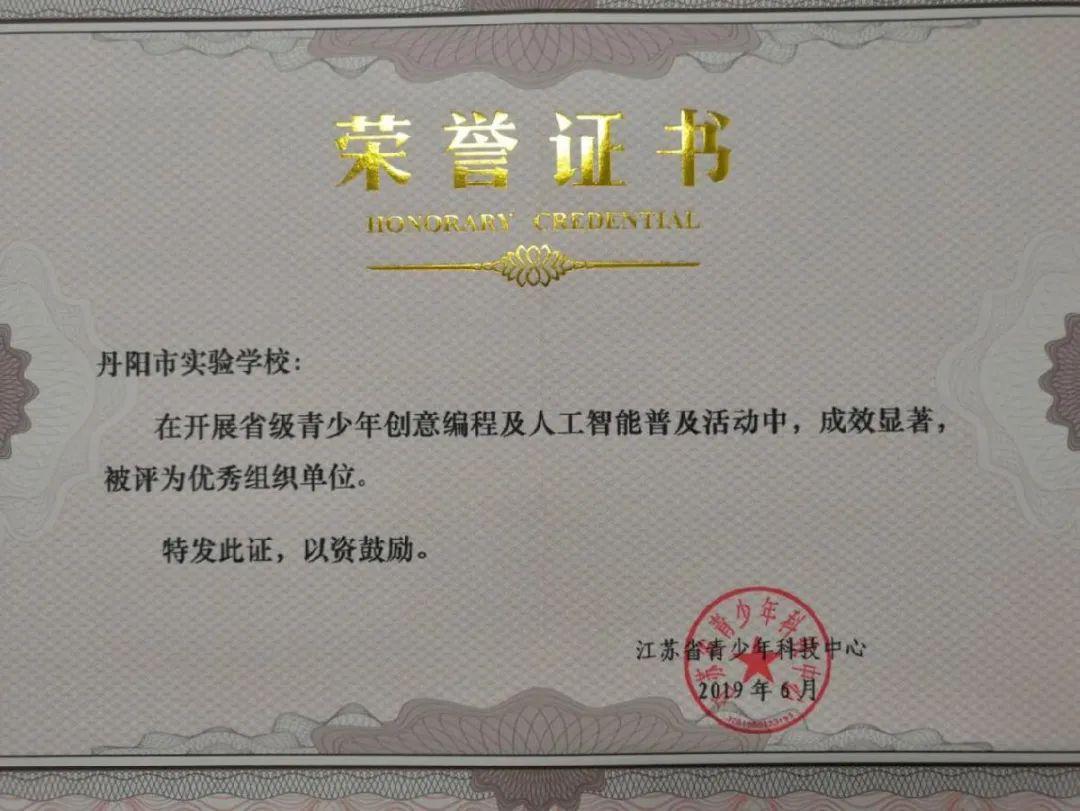 荣誉证书
HONORARY CREDENTIAL
丹阳市实验学校：
在开展省级青少年创意编程及人工智能普及活动中，成效显著，
被评为优秀组织单位。
特发此证，以资鼓励。
江苏省青少年科技中心
2019年6月